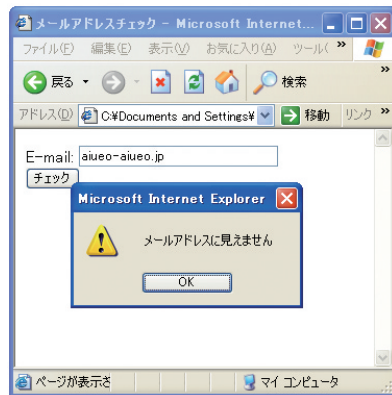 メールアドレスチェック - Microsoft Internet...
ファイル(F) 編集(E) 表示(V) お気に入り(A) ツール( »
戻る 検索 »
アドレス(D) C:¥Documents and Settings¥ 移動 リンク »
E-mail: aiueo-aiueo.jp
チェック
Microsoft Internet Explorer
メールアドレスに見えません
OK
ページが表示さ マイ コンピュータ